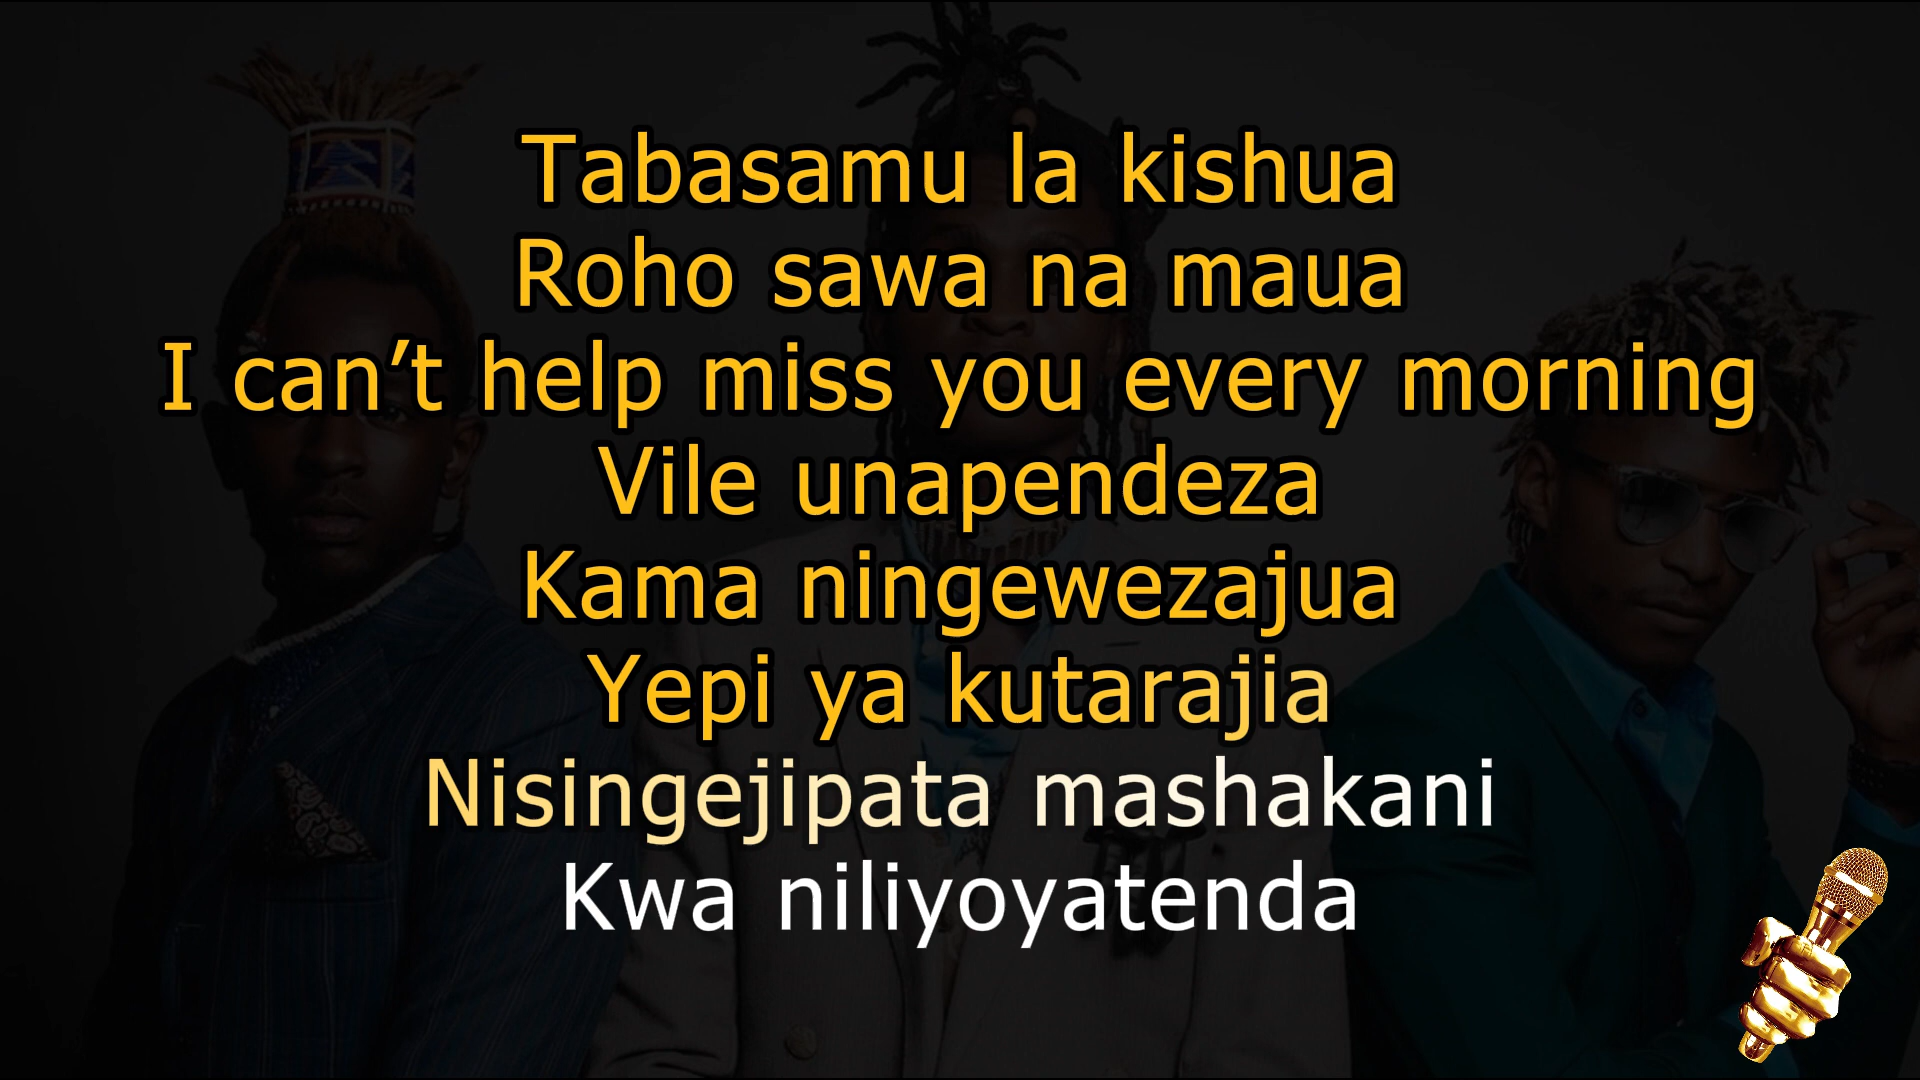 Tabasamu la kishua
Roho sawa na maua
I can’t help miss you every morning
Vile unapendeza
Kama ningewezajua
Yepi ya kutarajia
Nisingejipata mashakani
Kwa niliyoyatenda